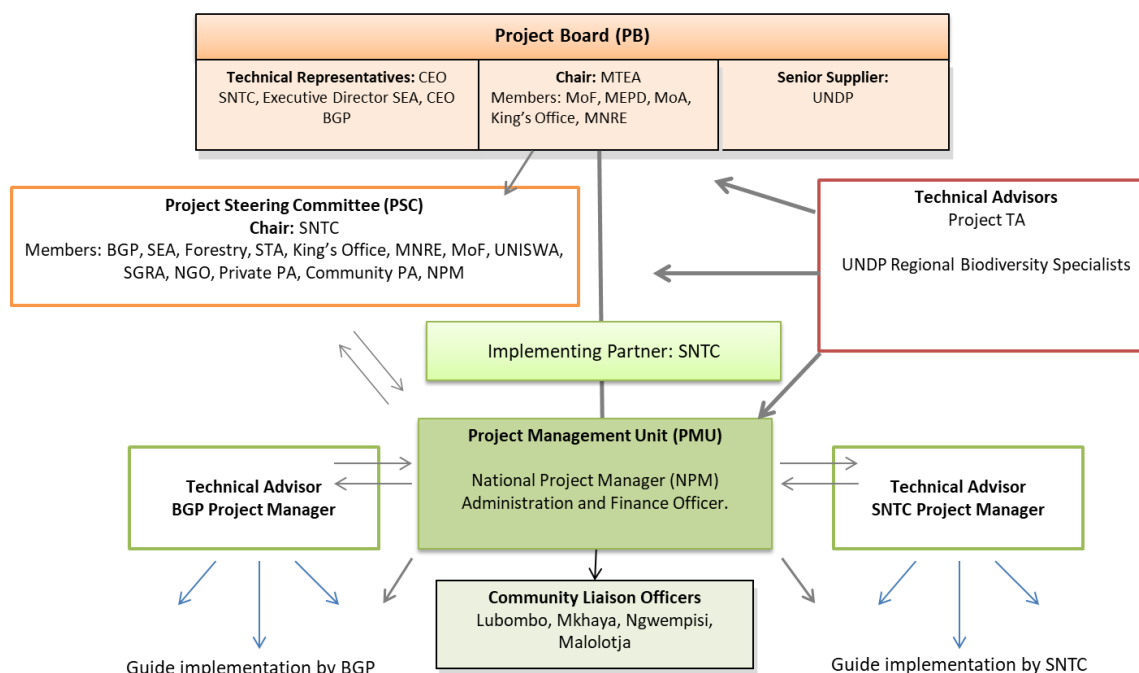 Project Board (PB)
Technical Representatives: CEO
SNTC, Executive Director SEA, CEO
BGP
Chair: MTEA
Members: MoF, MEPD, MoA,
King's Office, MNRE
Senior Supplier:
UNDP
Project Steering Committee (PSC)
Chair: SNTC
Members: BGP, SEA, Forestry, STA, King's Office, MNRE, MoF, UNISWA,
SGRA, NGO, Private PA, Community PA, NPM
Technical Advisors
Project TA
UNDP Regional Biodiversity Specialists
Implementing Partner: SNTC
Project Management Unit (PMU)
National Project Manager (NPM)
Administration and Finance Officer.
Technical Advisor
BGP Project Manager
Technical Advisor
SNTC Project Manager
Community Liaison Officers
Lubombo, Mkhaya, Ngwempisi,
Malolotja
Guide implementation by BGP
Guide implementation by SNTC